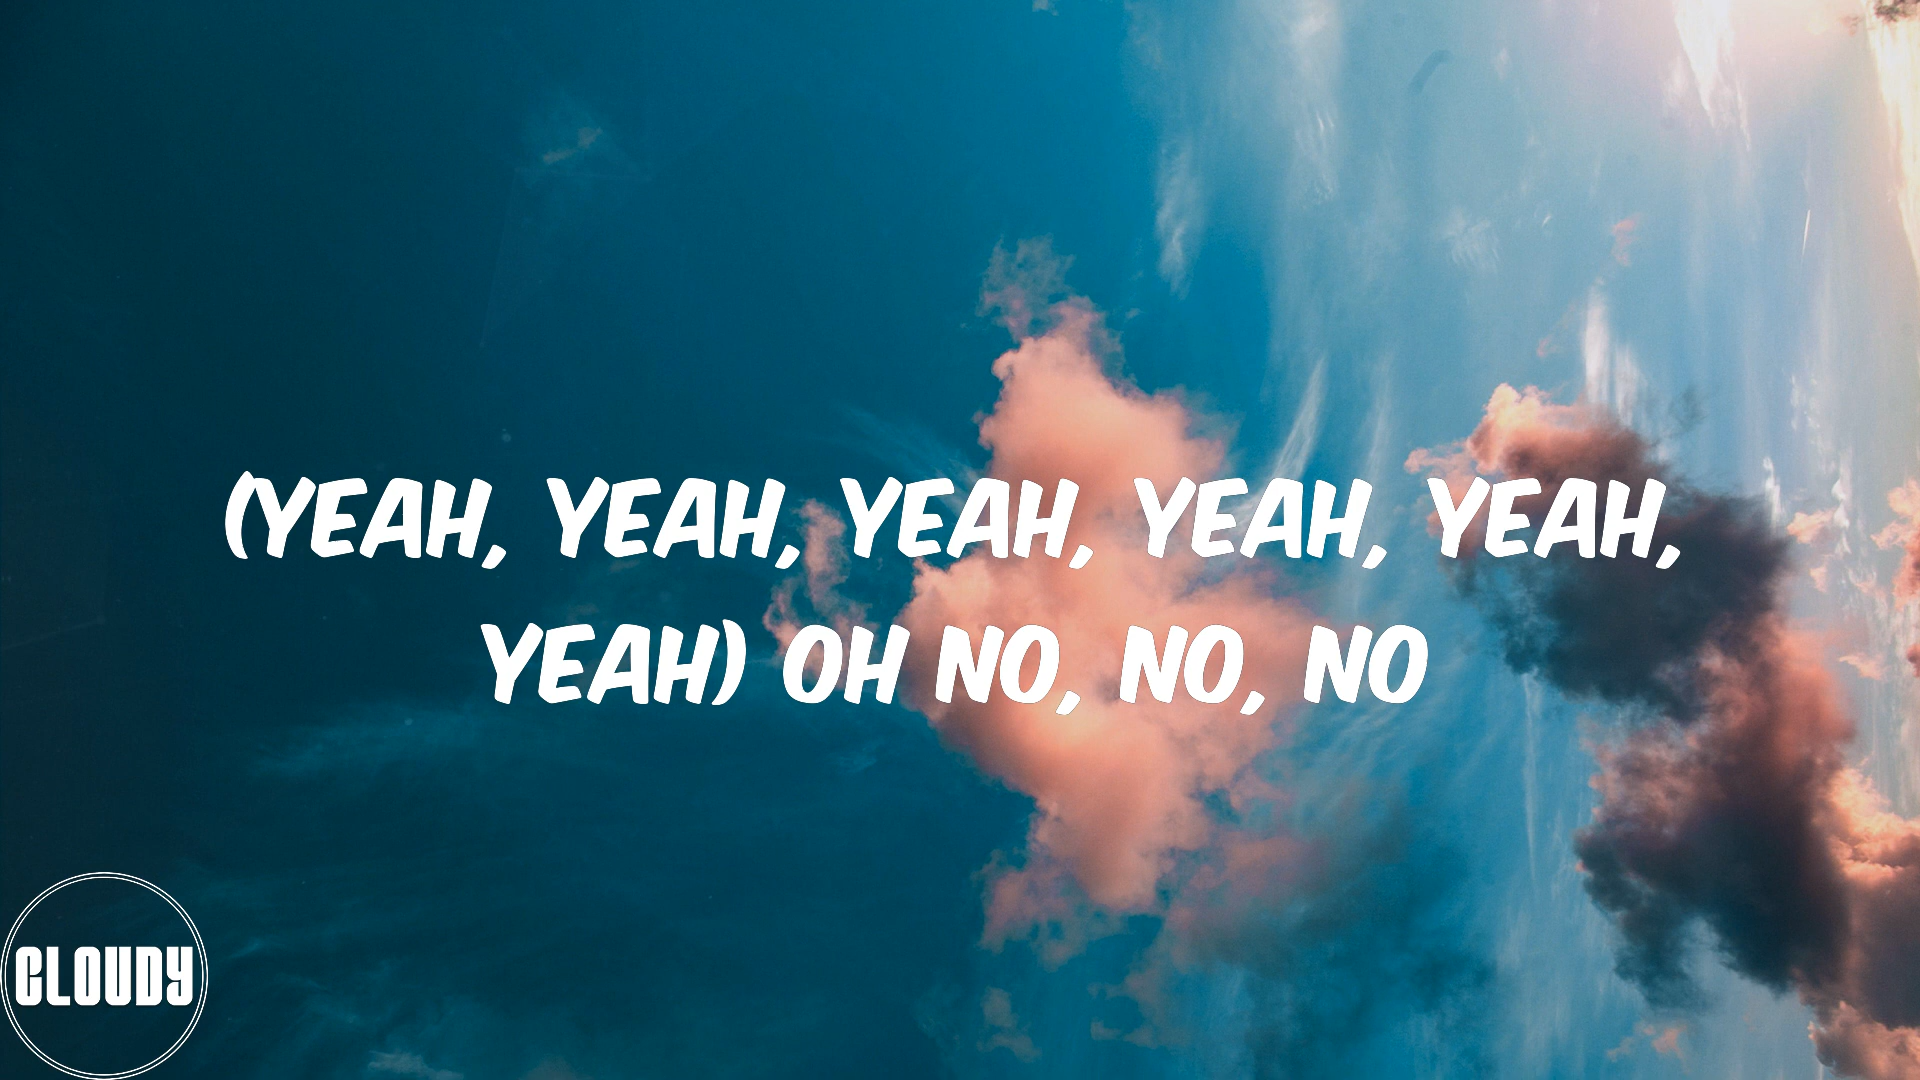 (YEAH, YEAH, YEAH, YEAH, YEAH,
YEAH) OH NO, NO, NO
CLOUDY